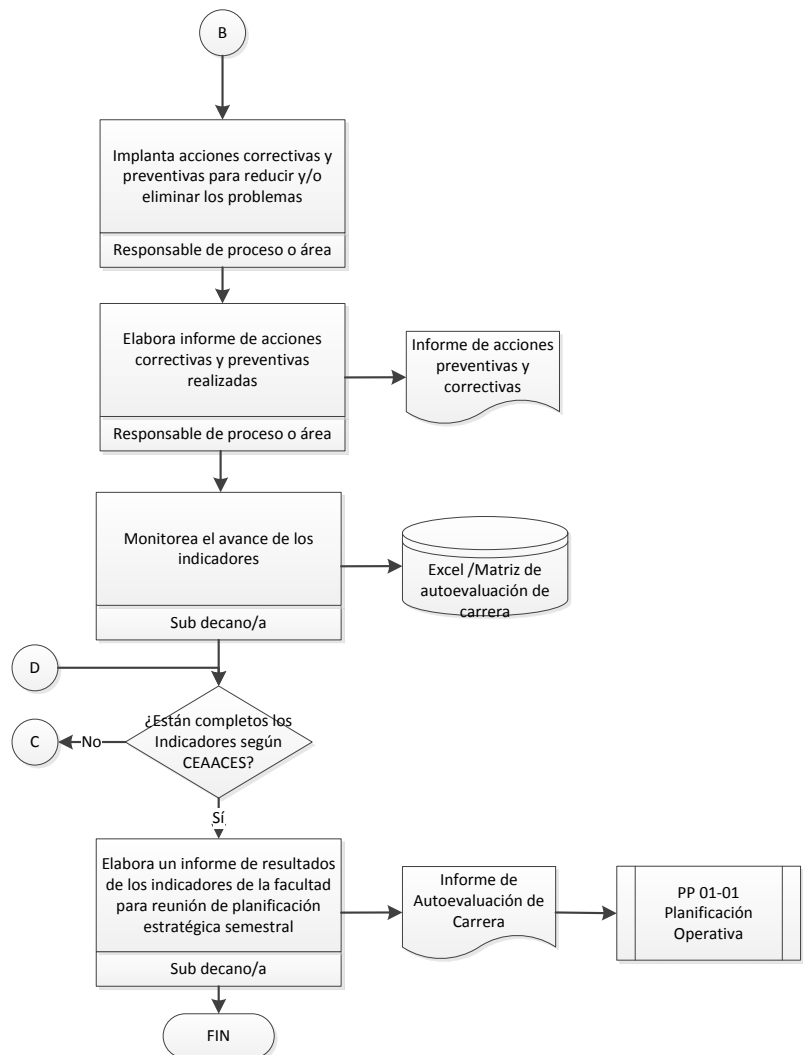 B
Implanta acciones correctivas y
preventivas para reducir y/o
eliminar los problemas
Responsable de proceso o área
Elabora informe de acciones
correctivas y preventivas
realizadas
Responsable de proceso o área
Informe de acciones
preventivas y
correctivas
Monitorea el avance de los
indicadores
Sub decano/a
Excel /Matriz de
autoevaluación de
carrera
D
¿Están completos los
Indicadores según
CEAACES?
No
C
Sí
Elabora un informe de resultados
de los indicadores de la facultad
para reunión de planificación
estratégica semestral
Sub decano/a
Informe de
Autoevaluación de
Carrera
PP 01-01
Planificación
Operativa
FIN